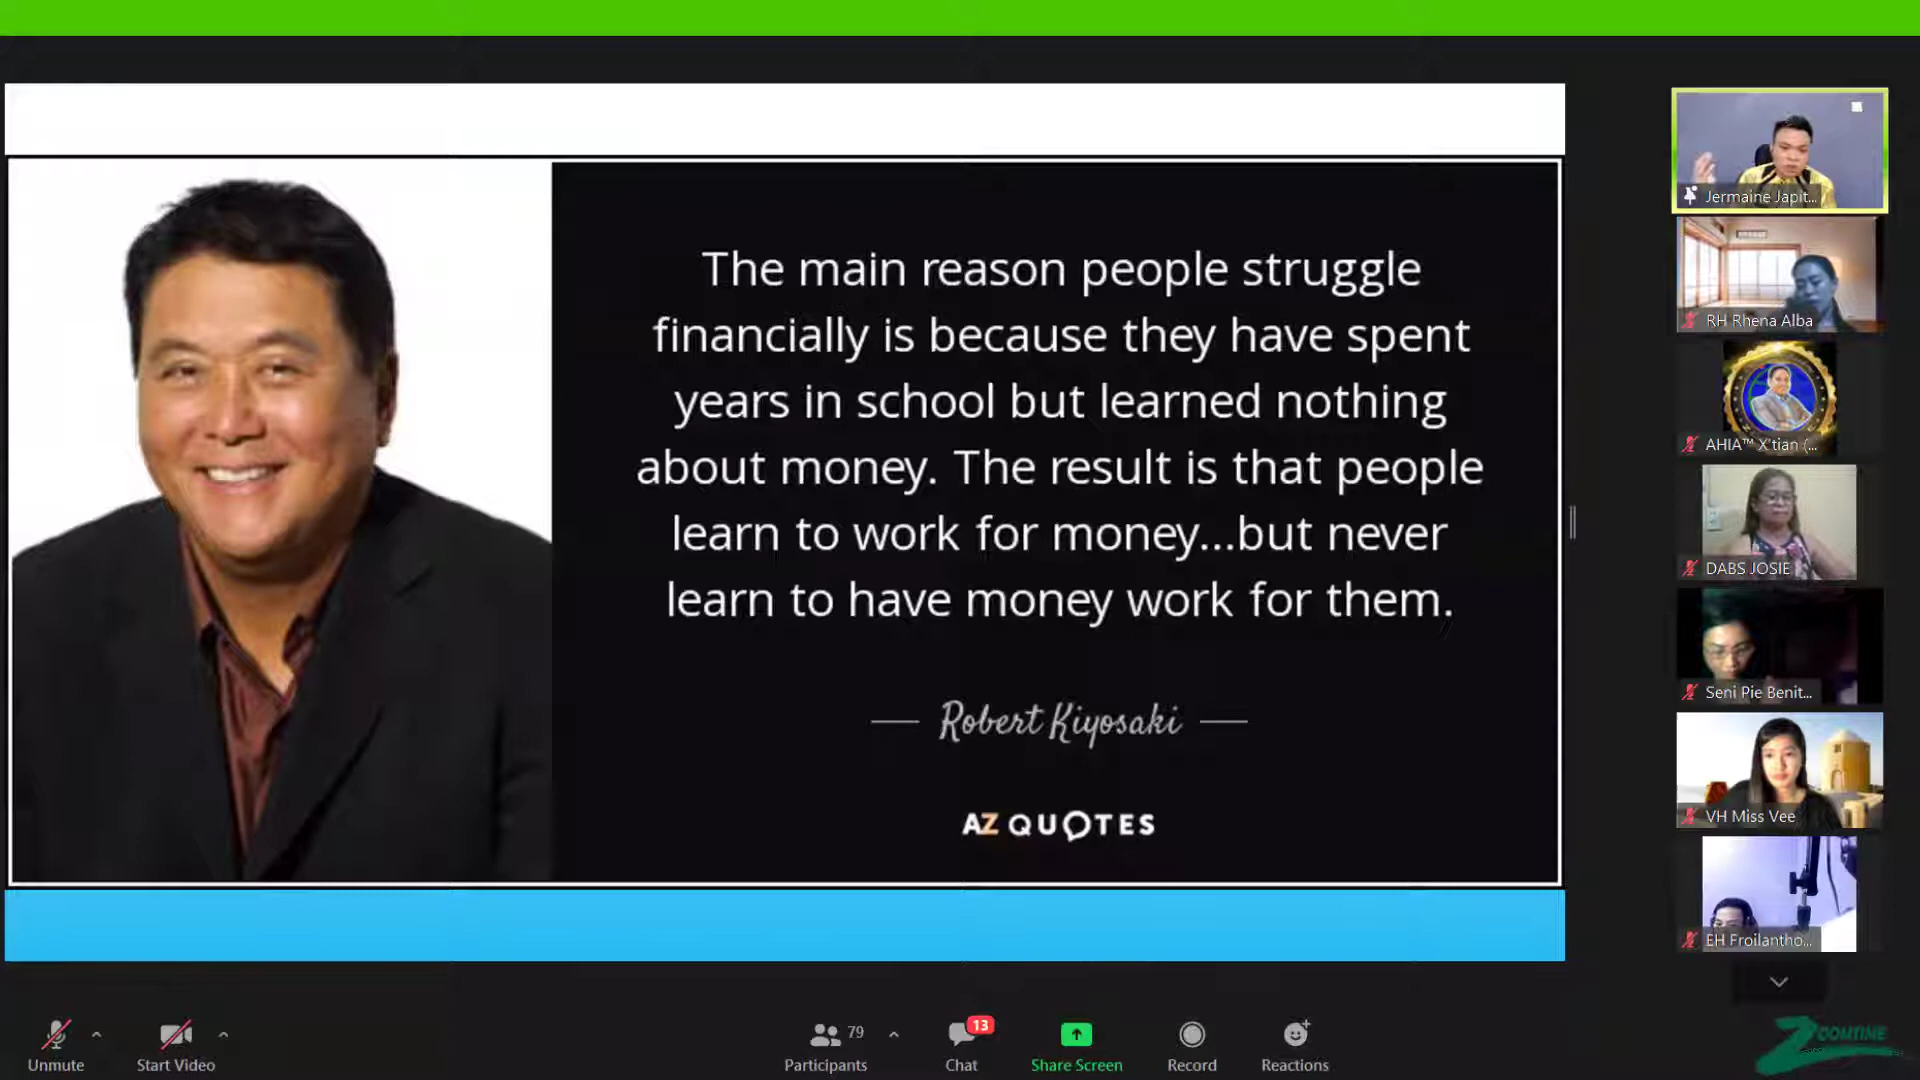 The main reason people struggle
financially is because they have spent
years in school but learned nothing
about money. The result is that people
learn to work for money...but never
learn to have money work for them.
Robert Kiyosaki
AZ QUOTES
Jermaine Japit...
RH Rhena Alba
AHIA™ X'tian (...
DABS JOSIE
Seni Pie Benit...
VH Miss Vee
EH Froilantho...
Unmute
Start Video
79
Participants
13
Chat
Share Screen
Record
Reactions
ZOOMTINE